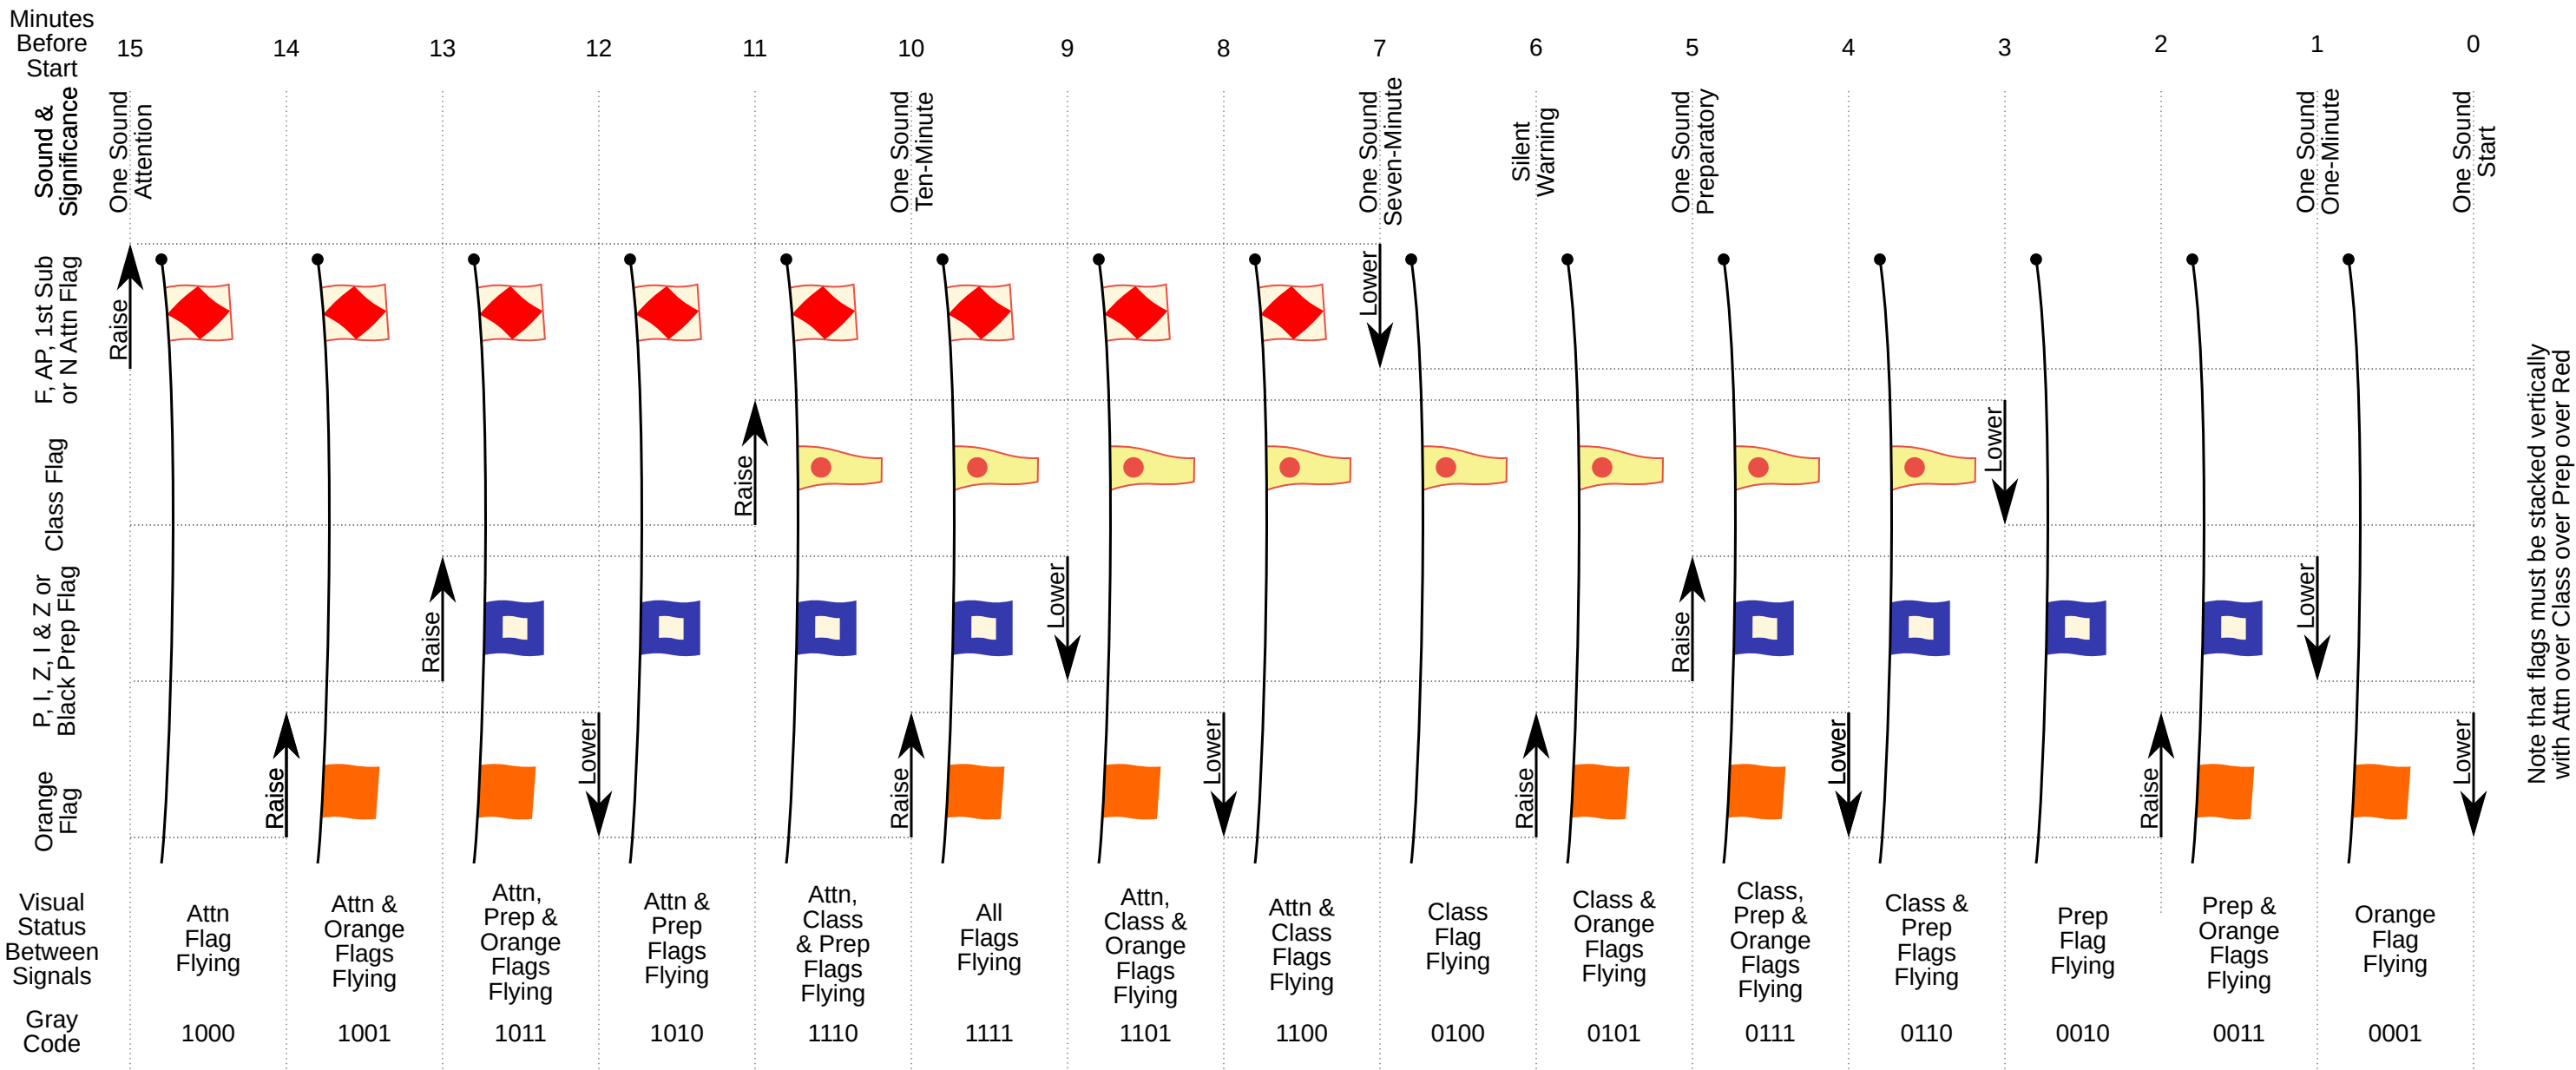 Minutes
Before
Start
15
14
13
12
11
10
9
8
7
6
5
4
3
2
1
0
Sound &
Significance
One Sound
Attention
One Sound
Ten-Minute
One Sound
Seven-Minute
Silent
Warning
One Sound
Preparatory
One Sound
One-Minute
One Sound
Start
F, AP, 1st Sub
or N Attn Flag
Raise
Lower
Class Flag
Raise
Lower
P, I, Z, I & Z or
Black Prep Flag
Raise
Lower
Raise
Lower
Orange
Flag
Raise
Lower
Raise
Lower
Raise
Lower
Raise
Lower
Note that flags must be stacked vertically
with Attn over Class over Prep over Red
Visual
Status
Between
Signals
Attn
Flag
Flying
Attn &
Orange
Flags
Flying
Attn,
Prep &
Orange
Flags
Flying
Attn &
Prep
Flags
Flying
Attn,
Class
& Prep
Flags
Flying
All
Flags
Flying
Attn,
Class &
Orange
Flags
Flying
Attn &
Class
Flags
Flying
Class
Flag
Flying
Class &
Orange
Flags
Flying
Class,
Prep &
Orange
Flags
Flying
Class &
Prep
Flags
Flying
Prep
Flag
Flying
Prep &
Orange
Flags
Flying
Orange
Flag
Flying
Gray
Code
1000
1001
1011
1010
1110
1111
1101
1100
0100
0101
0111
0110
0010
0011
0001